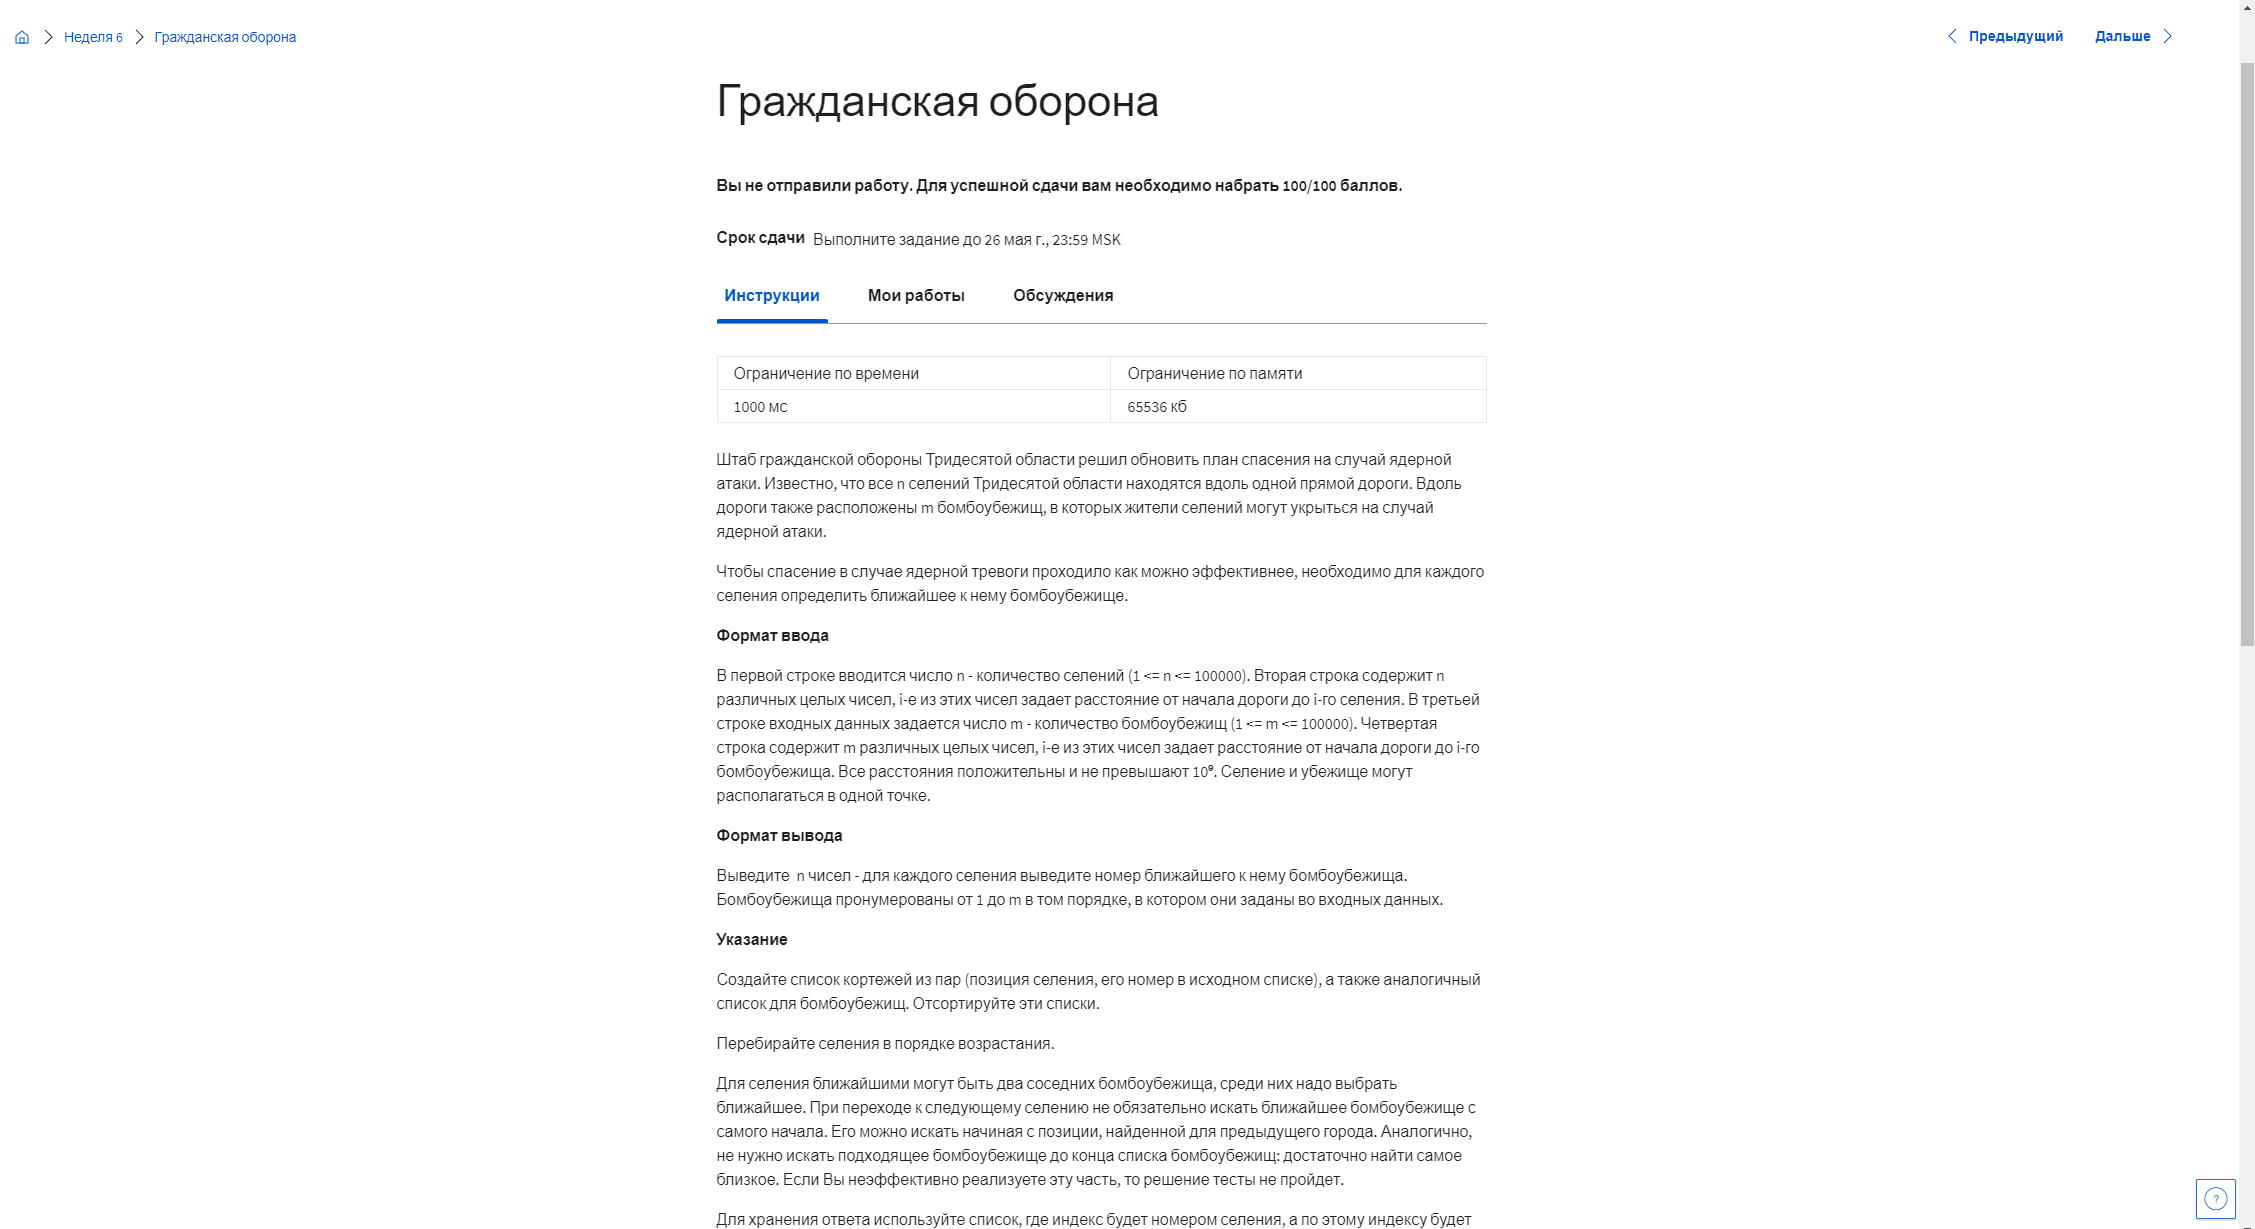 Неделя 6
Гражданская оборона
Предыдущий
Дальше
Гражданская оборона
Вы не отправили работу. Для успешной сдачи вам необходимо набрать 100/100 баллов.
Срок сдачи Выполните задание до 26 мая г., 23:59 MSK
Инструкции
Мои работы
Обсуждения
Ограничение по времени
Ограничение по памяти
1000 мс
65536 кб
Штаб гражданской обороны Тридесятой области решил обновить план спасения на случай ядерной
атаки. Известно, что все n селений Тридесятой области находятся вдоль одной прямой дороги. Вдоль
дороги также расположены m бомбоубежищ, в которых жители селений могут укрыться на случай
ядерной атаки.
Чтобы спасение в случае ядерной тревоги проходило как можно эффективнее, необходимо для каждого
селения определить ближайшее к нему бомбоубежище.
Формат ввода
В первой строке вводится число n - количество селений (1 <= n <= 100000). Вторая строка содержит n
различных целых чисел, i-е из этих чисел задает расстояние от начала дороги до i-го селения. В третьей
строке входных данных задается число m - количество бомбоубежищ (1 <= m <= 100000). Четвертая
строка содержит m различных целых чисел, i-е из этих чисел задает расстояние от начала дороги до i-го
бомбоубежища. Все расстояния положительны и не превышают 10⁹. Селение и убежище могут
располагаться в одной точке.
Формат вывода
Выведите n чисел - для каждого селения выведите номер ближайшего к нему бомбоубежища.
Бомбоубежища пронумерованы от 1 до m в том порядке, в котором они заданы во входных данных.
Указание
Создайте список кортежей из пар (позиция селения, его номер в исходном списке), а также аналогичный
список для бомбоубежищ. Отсортируйте эти списки.
Перебирайте селения в порядке возрастания.
Для селения ближайшими могут быть два соседних бомбоубежища, среди них надо выбрать
ближайшее. При переходе к следующему селению не обязательно искать ближайшее бомбоубежище с
самого начала. Его можно искать начиная с позиции, найденной для предыдущего города. Аналогично,
не нужно искать подходящее бомбоубежище до конца списка бомбоубежищ: достаточно найти самое
близкое. Если Вы неэффективно реализуете эту часть, то решение тесты не пройдет.
Для хранения ответа используйте список, где индекс будет номером селения, а по этому индексу будет
?